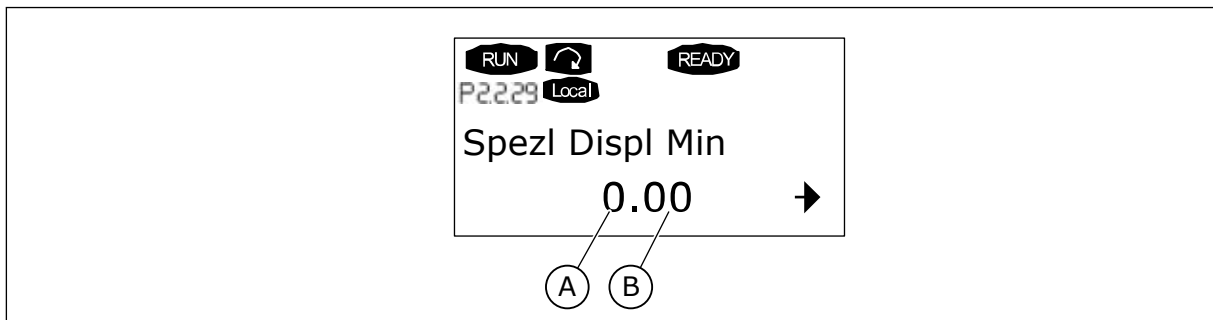 RUN READY
P2.2.29 Local
Spezl Displ Min
0.00
A B